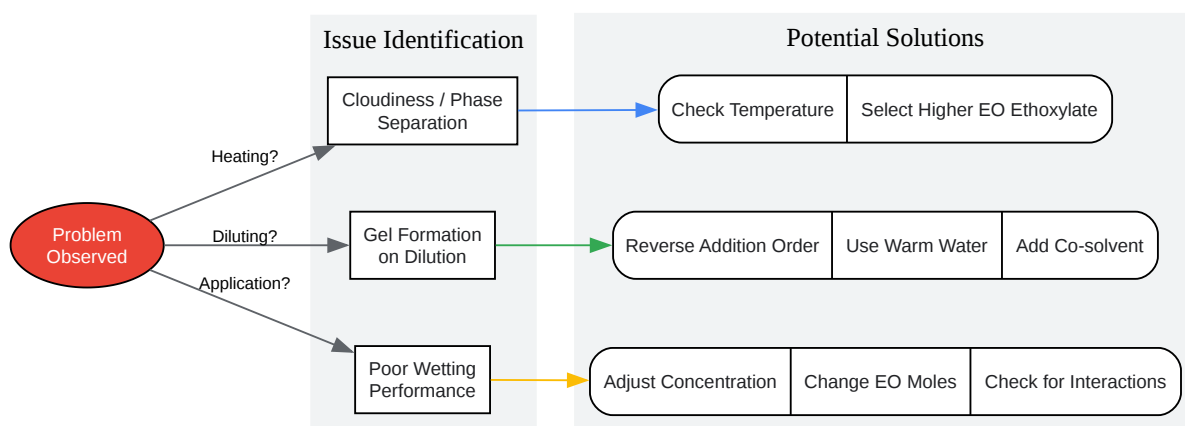 Issue Identification
Potential Solutions
Cloudiness / Phase
Separation
Check Temperature
Select Higher EO Ethoxylate
Heating?
Problem
Observed
Diluting?
Gel Formation
on Dilution
Reverse Addition Order
Use Warm Water
Add Co-solvent
Application?
Poor Wetting
Performance
Adjust Concentration
Change EO Moles
Check for Interactions